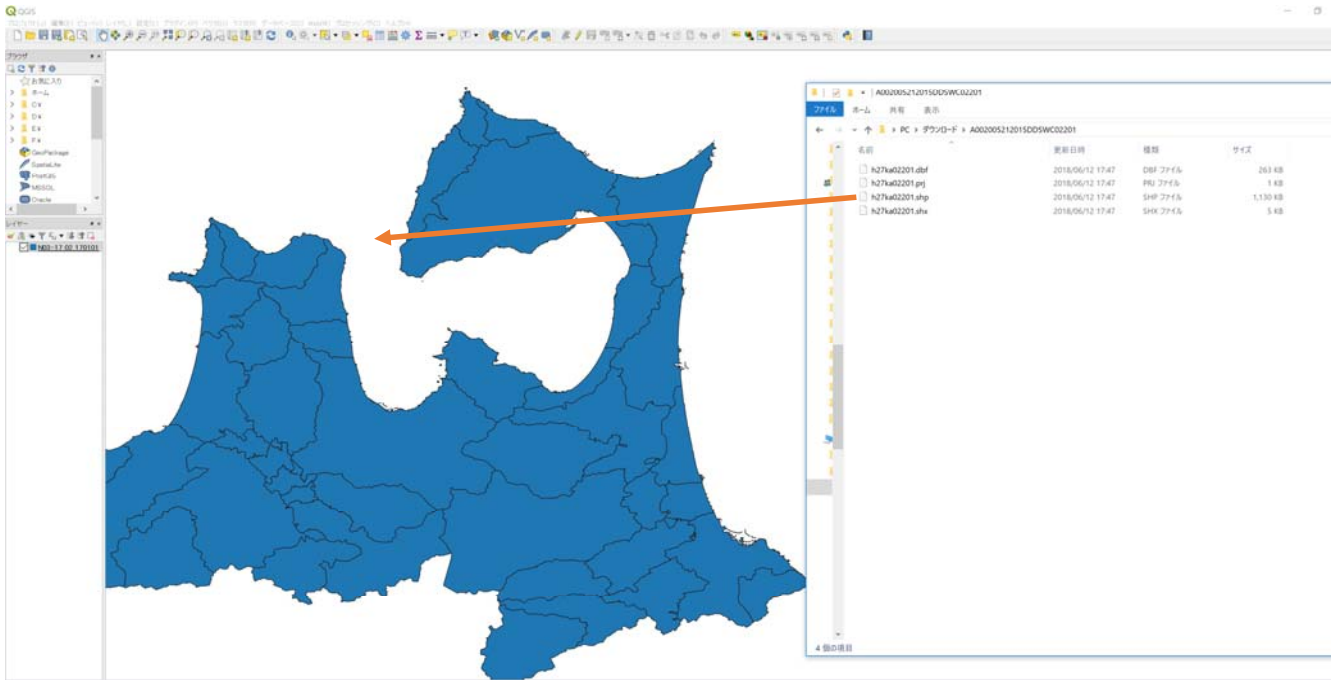 QGIS
ブラウザ
お気に入り
ホーム
C:¥
D:¥
E:¥
F:¥
GeoPackage
SpatiaLite
PostGIS
MSSQL
Oracle
レイヤー
N03-17_02_170101
A002005212015DDSWC02201
ファイル ホーム 共有 表示
PC > ダウンロード > A002005212015DDSWC02201
名前 更新日時 種類 サイズ
h27ka02201.dbf 2018/06/12 17:47 DBF ファイル 263 KB
h27ka02201.prj 2018/06/12 17:47 PRJ ファイル 1 KB
h27ka02201.shp 2018/06/12 17:47 SHP ファイル 1,130 KB
h27ka02201.shx 2018/06/12 17:47 SHX ファイル 5 KB
4 個の項目